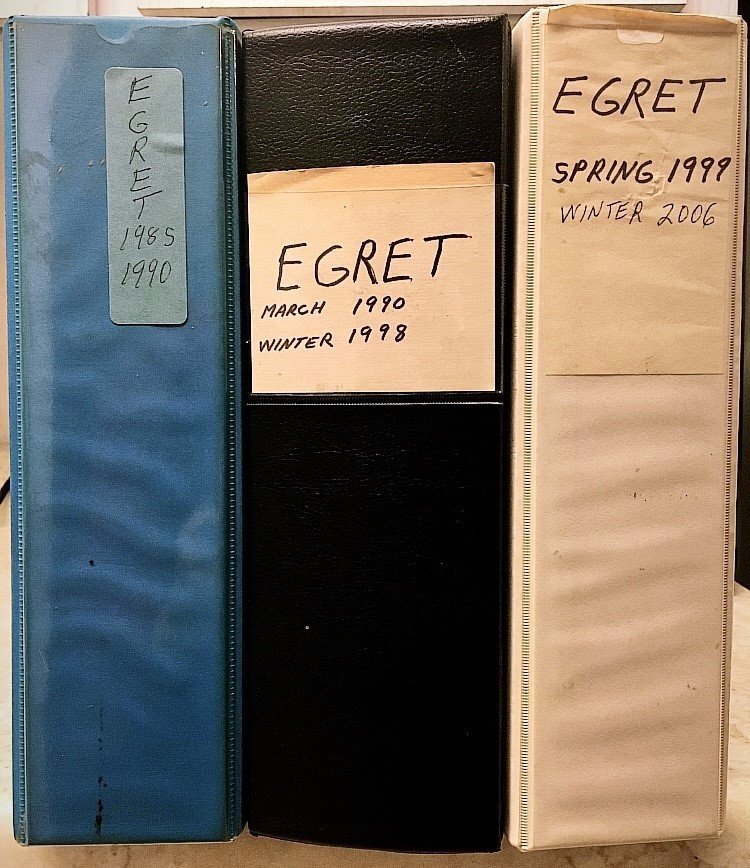 EGRET
1985
1990
EGRET
MARCH 1990
WINTER 1998
EGRET
SPRING 1999
WINTER 2006